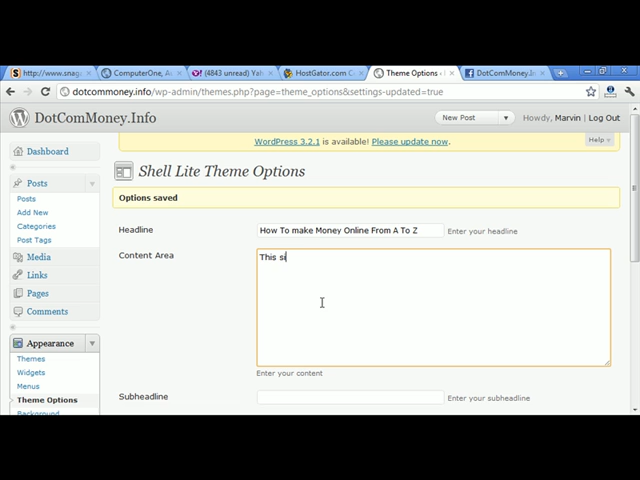 http://www.snag
ComputerOne, A
(4843 unread) Yah
HostGator.com C
Theme Options ‹
DotComMoney.In
dotcommoney.info/wp-admin/themes.php?page=theme_options&settings-updated=true
DotComMoney.Info
New Post
Howdy, Marvin | Log Out
WordPress 3.2.1 is available! Please update now.
Help
Dashboard
Posts
Posts
Add New
Categories
Post Tags
Media
Links
Pages
Comments
Appearance
Themes
Widgets
Menus
Theme Options
Background
Shell Lite Theme Options
Options saved
Headline
How To make Money Online From A To Z
Enter your headline
Content Area
This si
Enter your content
Subheadline
Enter your subheadline